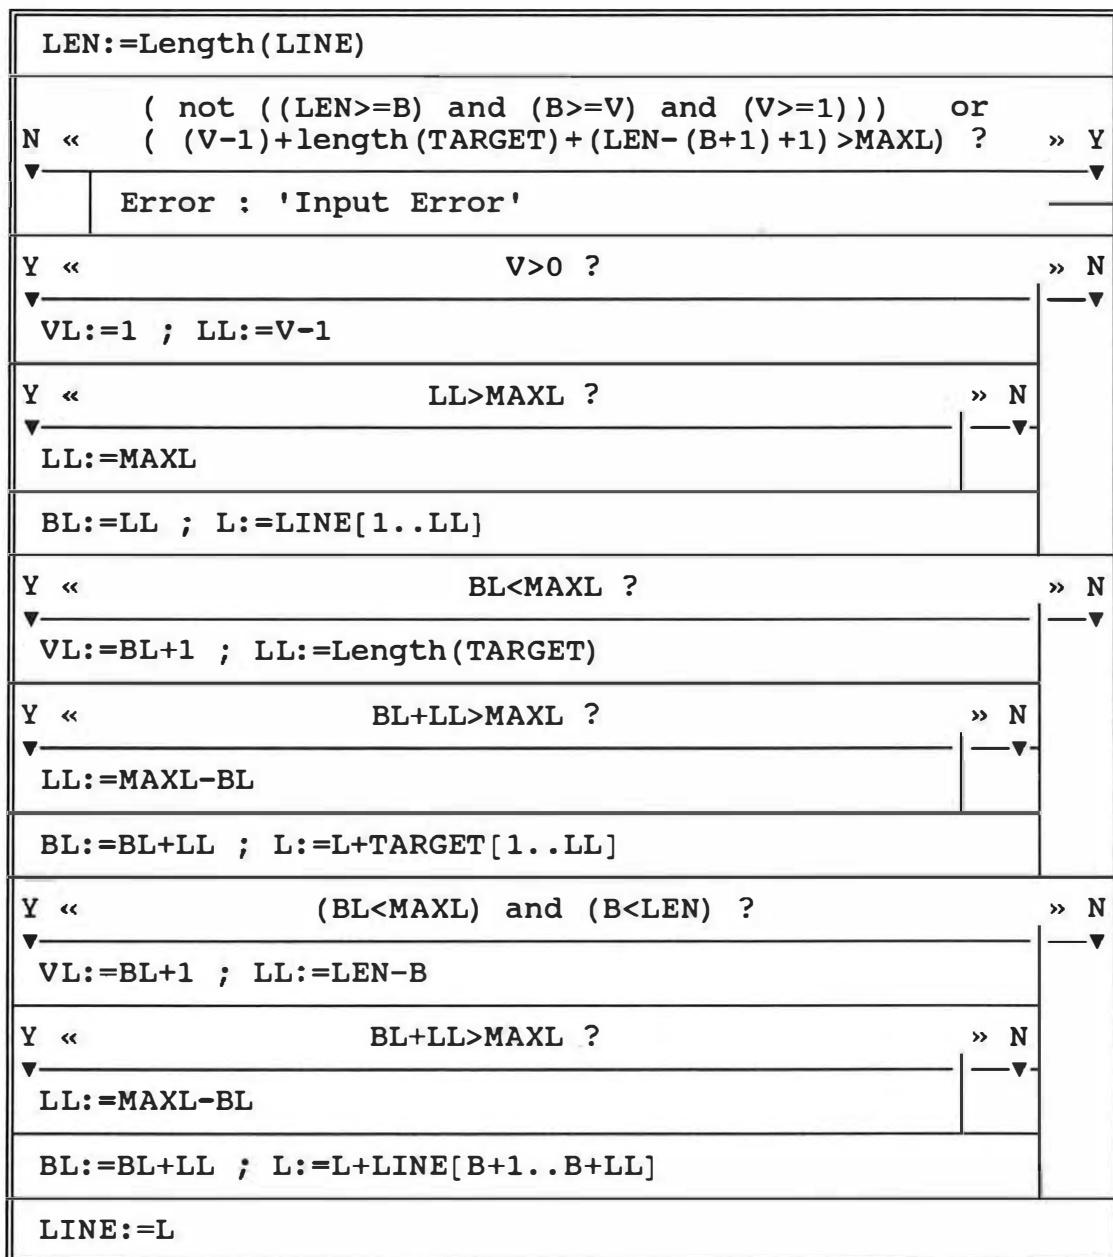 LEN:=Length(LINE)
( not ((LEN>=B) and (B>=V) and (V>=1))) or
N « ( (V-1)+length(TARGET)+(LEN-(B+1)+1)>MAXL) ? » Y
Error : 'Input Error'
Y « V>0 ? » N
VL:=1 ; LL:=V-1
Y « LL>MAXL ? » N
LL:=MAXL
BL:=LL ; L:=LINE[1..LL]
Y « BL<MAXL ? » N
VL:=BL+1 ; LL:=Length(TARGET)
Y « BL+LL>MAXL ? » N
LL:=MAXL-BL
BL:=BL+LL ; L:=L+TARGET[1..LL]
Y « (BL<MAXL) and (B<LEN) ? » N
VL:=BL+1 ; LL:=LEN-B
Y « BL+LL>MAXL ? » N
LL:=MAXL-BL
BL:=BL+LL ; L:=L+LINE[B+1..B+LL]
LINE:=L